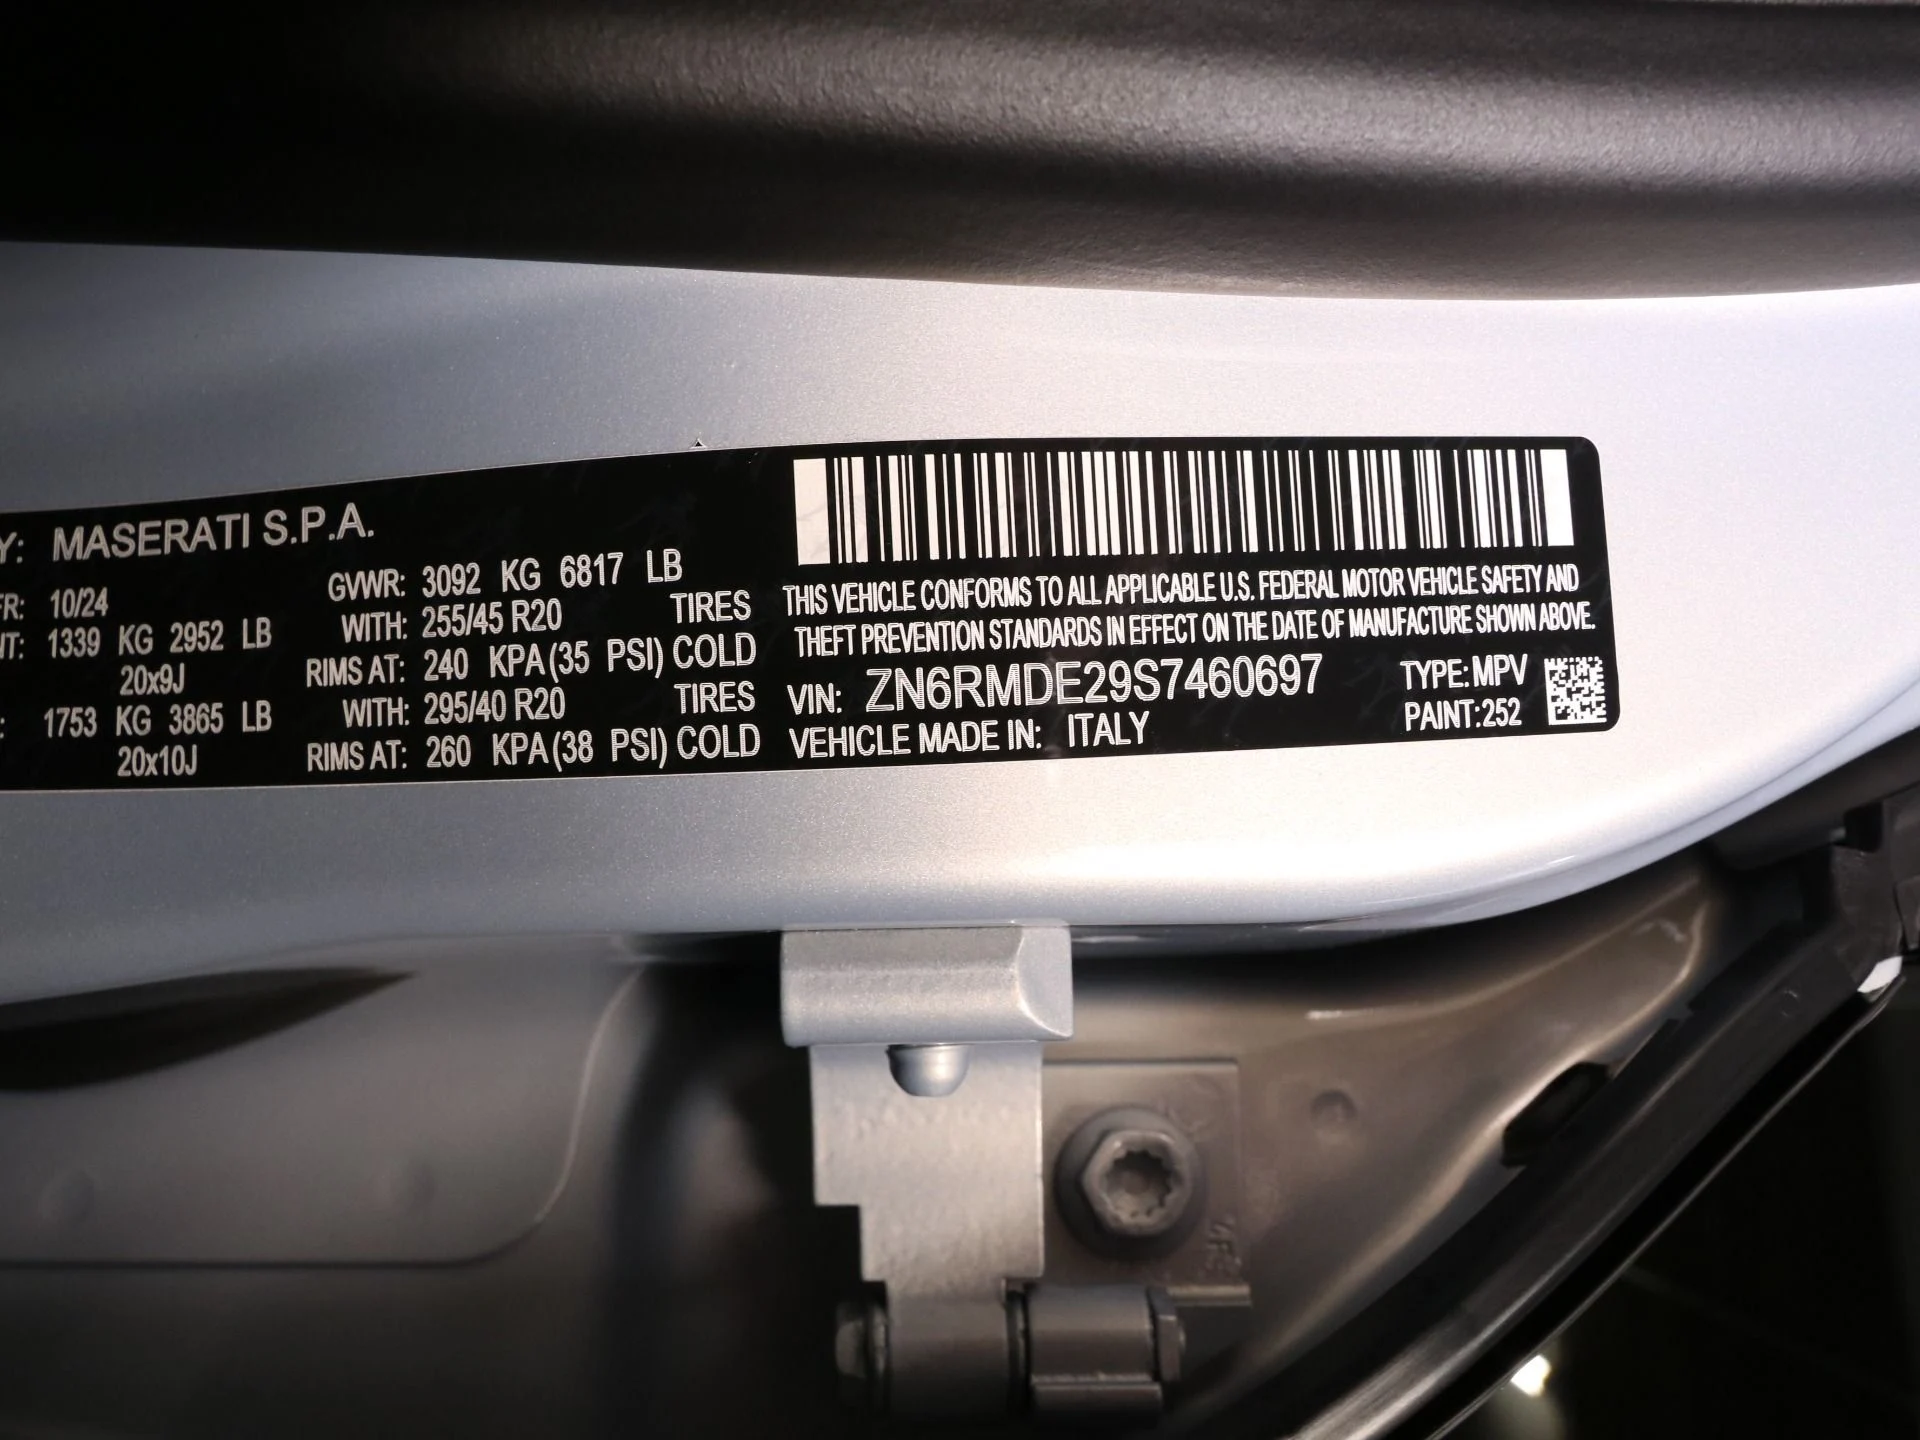 Y: MASERATI S.P.A.
FR: 10/24
NT: 1339 KG 2952 LB
20x9J
: 1753 KG 3865 LB
20x10J
GVWR: 3092 KG 6817 LB
WITH: 255/45 R20 TIRES
RIMS AT: 240 KPA(35 PSI) COLD
WITH: 295/40 R20 TIRES
RIMS AT: 260 KPA(38 PSI) COLD
THIS VEHICLE CONFORMS TO ALL APPLICABLE U.S. FEDERAL MOTOR VEHICLE SAFETY AND
THEFT PREVENTION STANDARDS IN EFFECT ON THE DATE OF MANUFACTURE SHOWN ABOVE.
VIN: ZN6RMDE29S7460697
VEHICLE MADE IN: ITALY
TYPE: MPV
PAINT:252